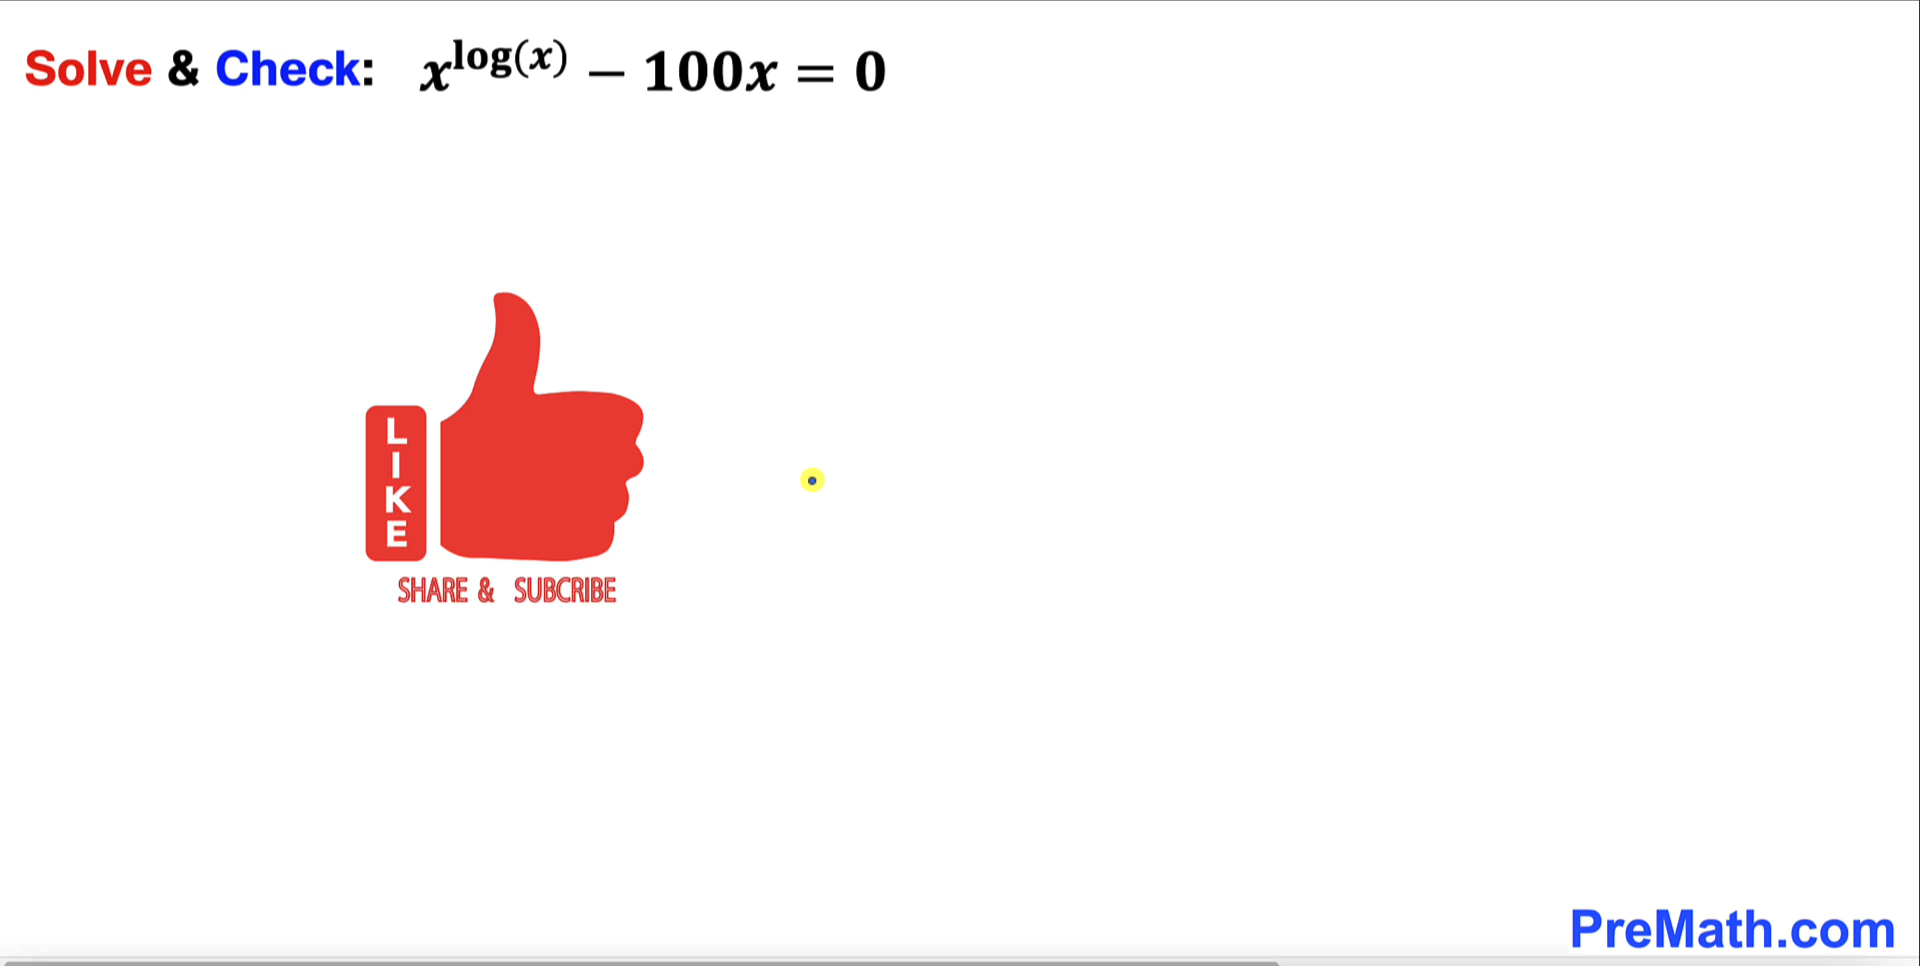 Solve & Check: x^log(x) − 100x = 0
L
I
K
E
SHARE & SUBCRIBE
PreMath.com